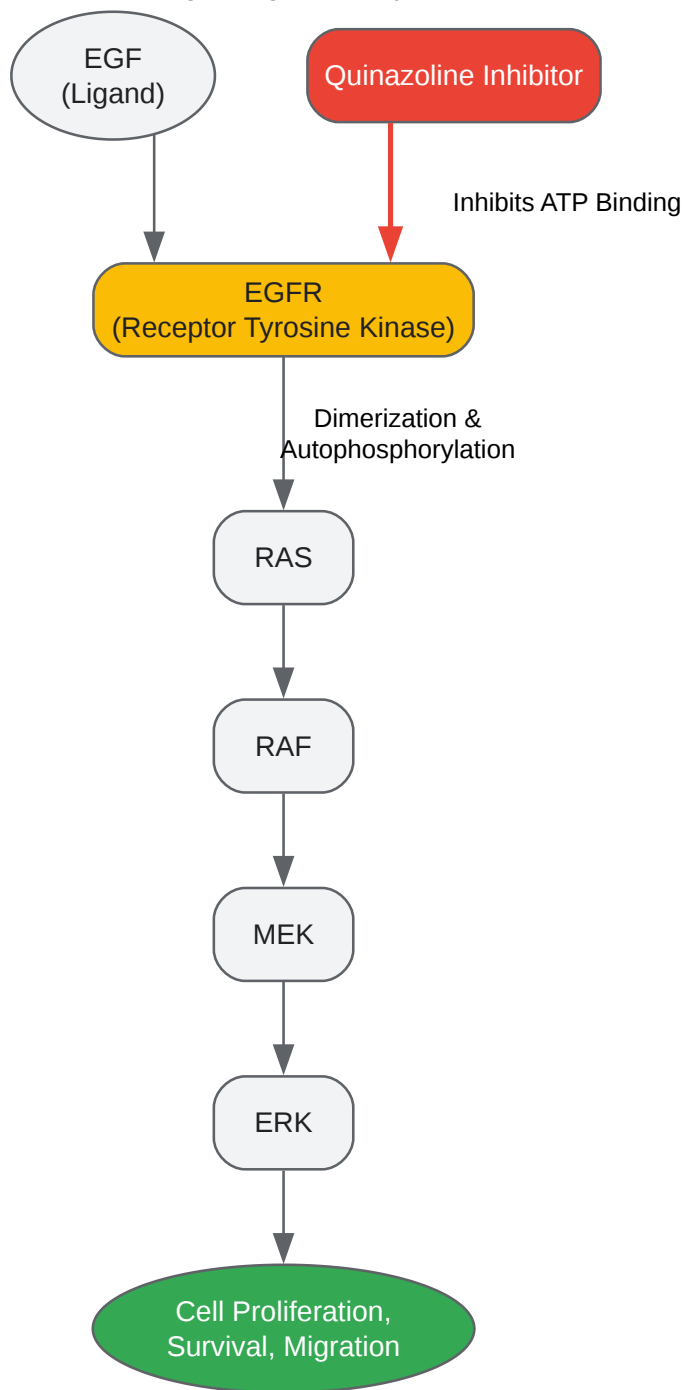 EGF
(Ligand)
Quinazoline Inhibitor
Inhibits ATP Binding
EGFR
(Receptor Tyrosine Kinase)
Dimerization &
Autophosphorylation
RAS
RAF
MEK
ERK
Cell Proliferation,
Survival, Migration